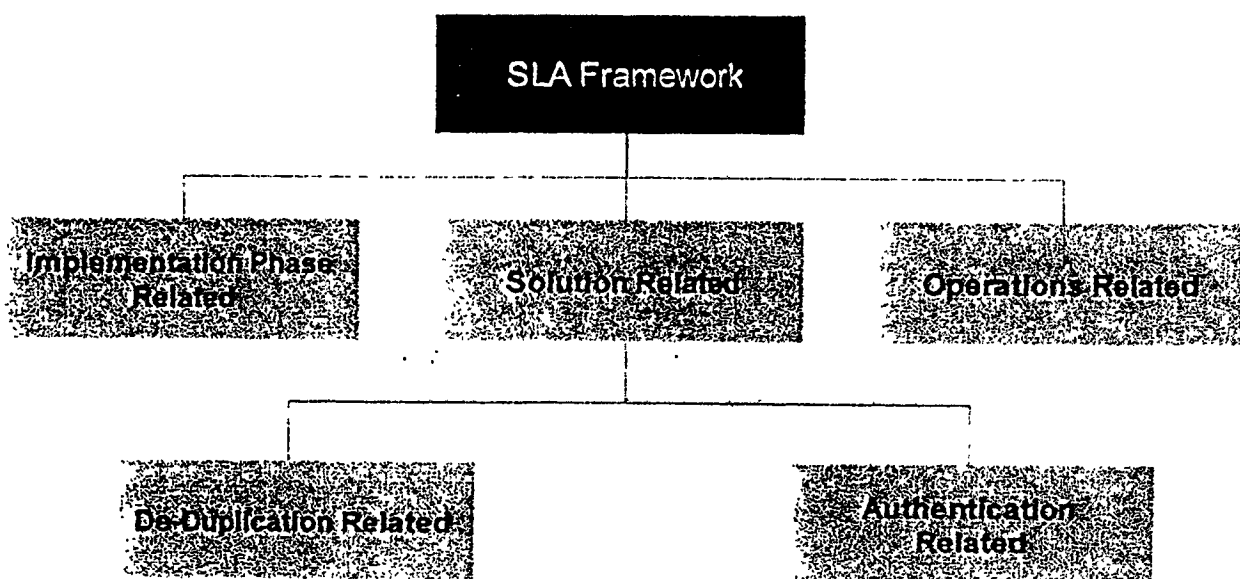 SLA Framework
Implementation Phase
Related
Solution Related
Operations Related
De-Duplication Related
Authentication
Related